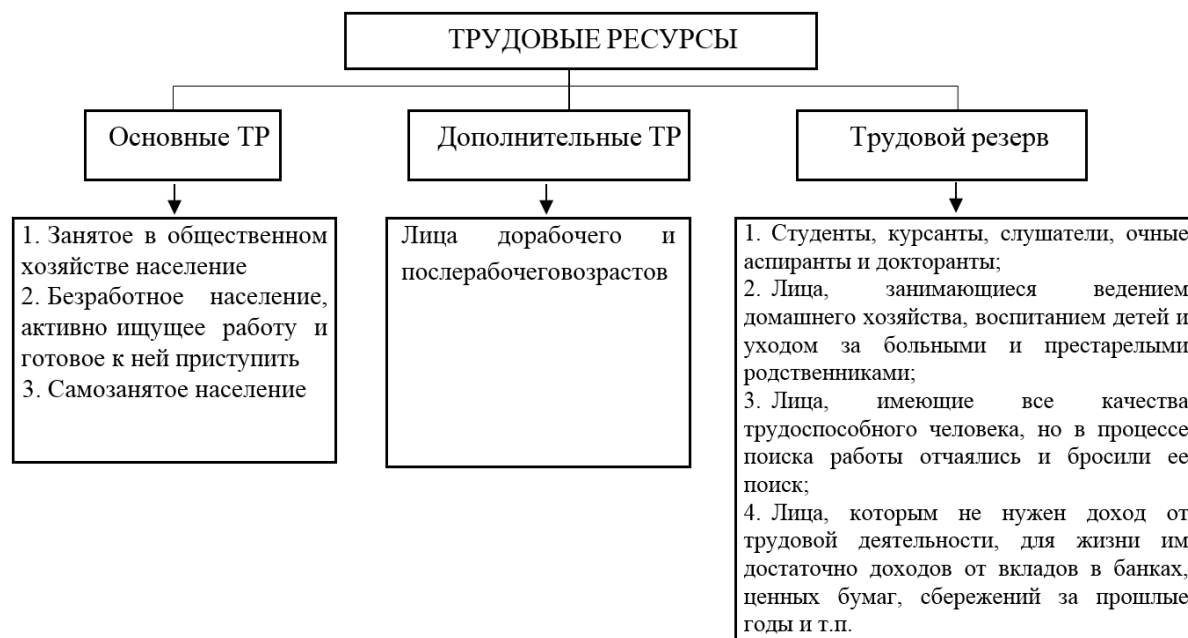 ТРУДОВЫЕ РЕСУРСЫ
Основные ТР
Дополнительные ТР
Трудовой резерв
1. Занятое в общественном
хозяйстве население
2. Безработное население,
активно ищущее работу и
готовое к ней приступить
3. Самозанятое население
Лица дорабочего и
послерабочеговозрастов
1. Студенты, курсанты, слушатели, очные
аспиранты и докторанты;
2. Лица, занимающиеся ведением
домашнего хозяйства, воспитанием детей и
уходом за больными и престарелыми
родственниками;
3. Лица, имеющие все качества
трудоспособного человека, но в процессе
поиска работы отчаялись и бросили ее
поиск;
4. Лица, которым не нужен доход от
трудовой деятельности, для жизни им
достаточно доходов от вкладов в банках,
ценных бумаг, сбережений за прошлые
годы и т.п.